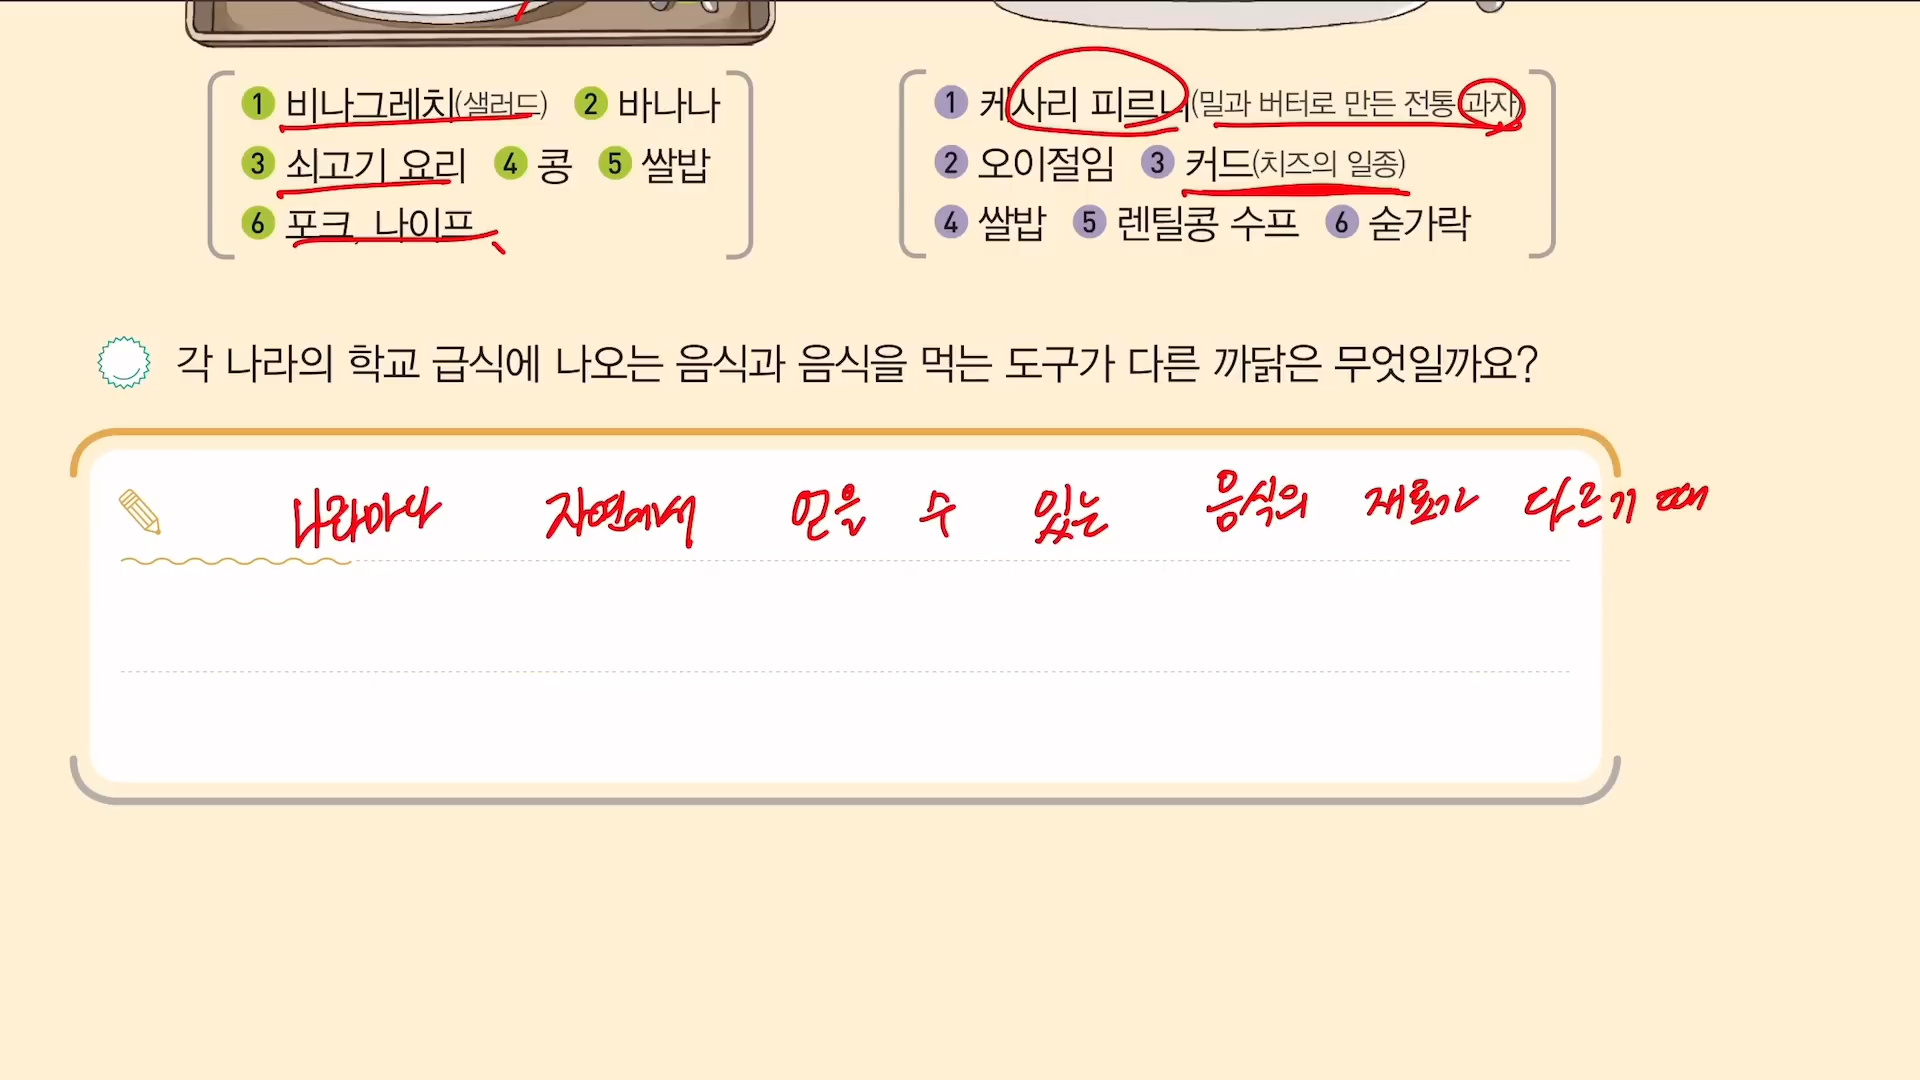 1 비나그레치(샐러드) 2 바나나
3 쇠고기 요리 4 콩 5 쌀밥
6 포크, 나이프
1 케사리 피르니(밀과 버터로 만든 전통 과자)
2 오이절임 3 커드(치즈의 일종)
4 쌀밥 5 렌틸콩 수프 6 숟가락
각 나라의 학교 급식에 나오는 음식과 음식을 먹는 도구가 다른 까닭은 무엇일까요?
나라마다 자연에서 얻을 수 있는 음식의 재료가 다르기 때